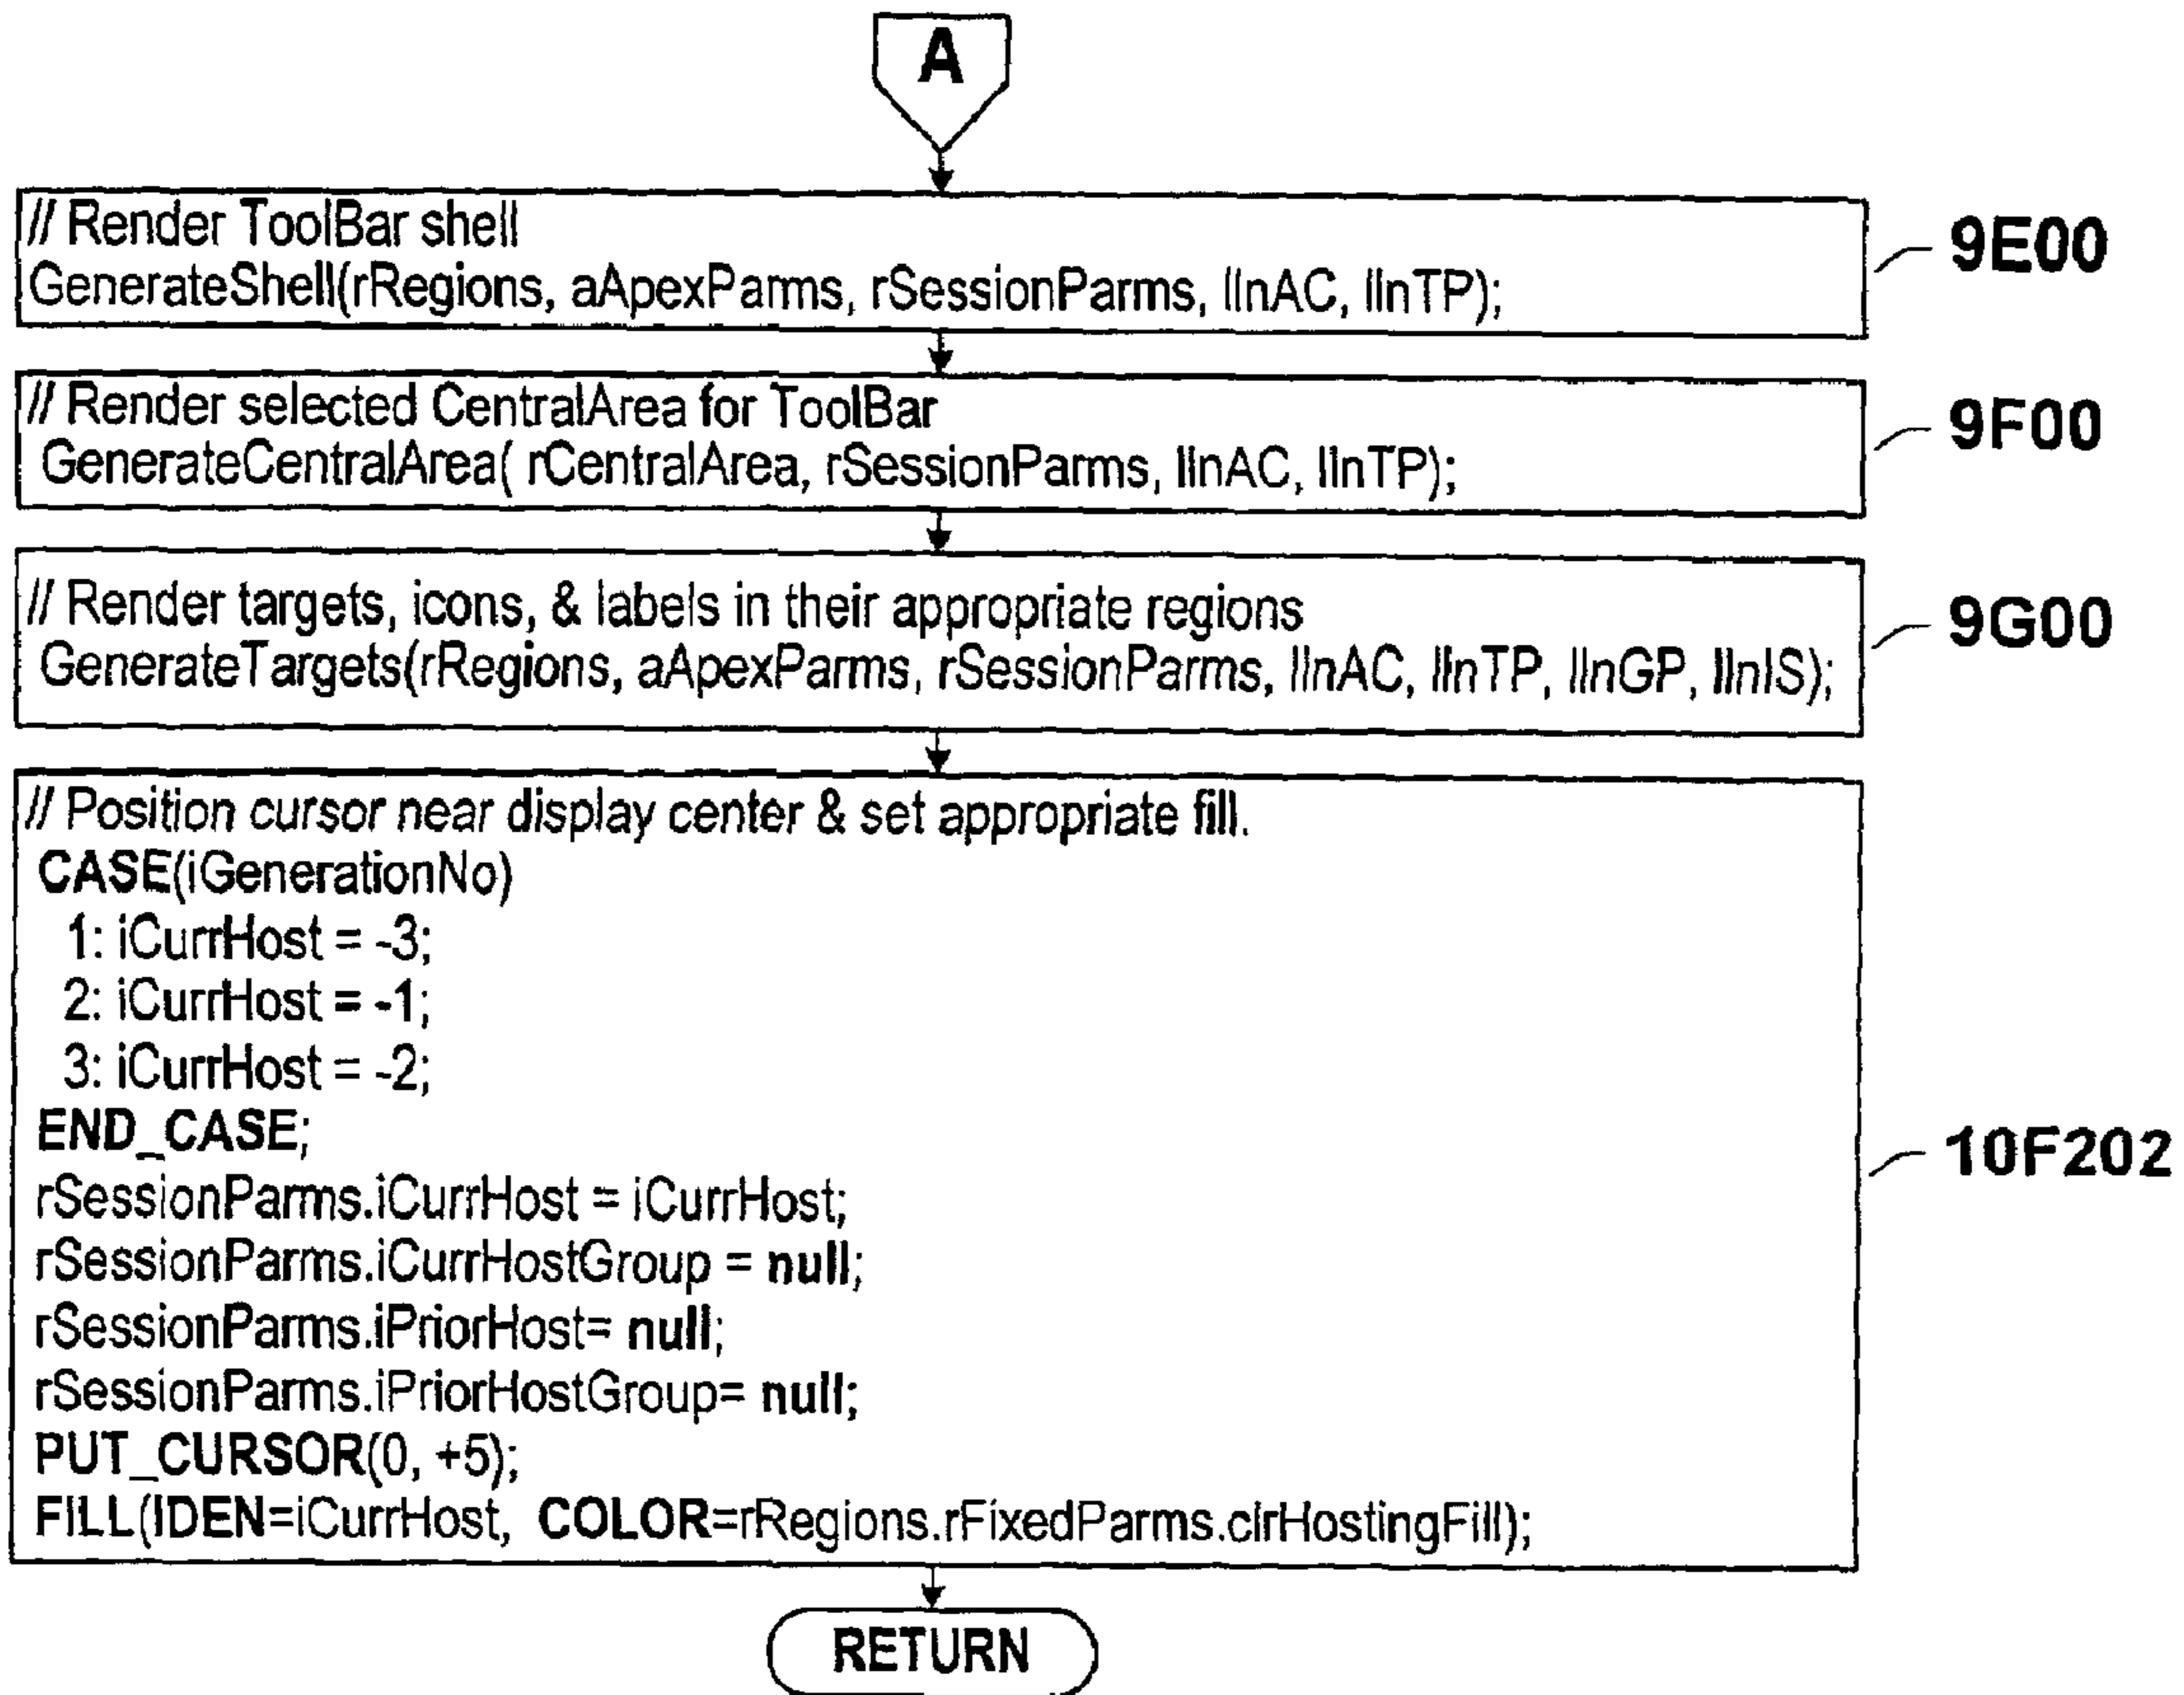 A
// Render ToolBar shell
GenerateShell(rRegions, aApexParms, rSessionParms, llnAC, llnTP);
9E00
// Render selected CentralArea for ToolBar
GenerateCentralArea( rCentralArea, rSessionParms, llnAC, llnTP);
9F00
// Render targets, icons, & labels in their appropriate regions
GenerateTargets(rRegions, aApexParms, rSessionParms, llnAC, llnTP, llnGP, llnIS);
9G00
// Position cursor near display center & set appropriate fill.
CASE(iGenerationNo)
1: iCurrHost = -3;
2: iCurrHost = -1;
3: iCurrHost = -2;
END_CASE;
rSessionParms.iCurrHost = iCurrHost;
rSessionParms.iCurrHostGroup = null;
rSessionParms.iPriorHost= null;
rSessionParms.iPriorHostGroup= null;
PUT_CURSOR(0, +5);
FILL(IDEN=iCurrHost, COLOR=rRegions.rFixedParms.clrHostingFill);
10F202
RETURN